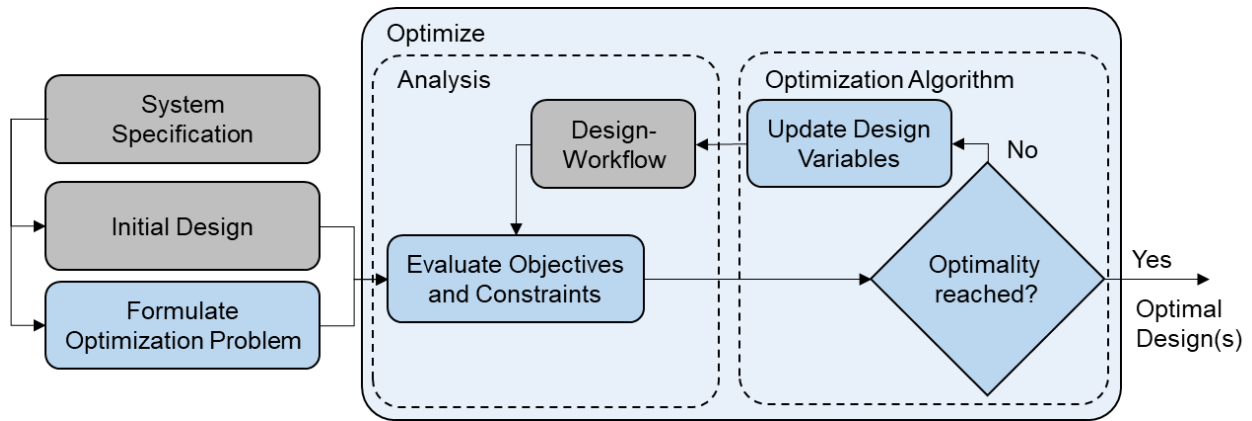 System
Specification
Initial Design
Formulate
Optimization Problem
Optimize
Analysis
Design-
Workflow
Evaluate Objectives
and Constraints
Optimization Algorithm
Update Design
Variables
No
Optimality
reached?
Yes
Optimal
Design(s)